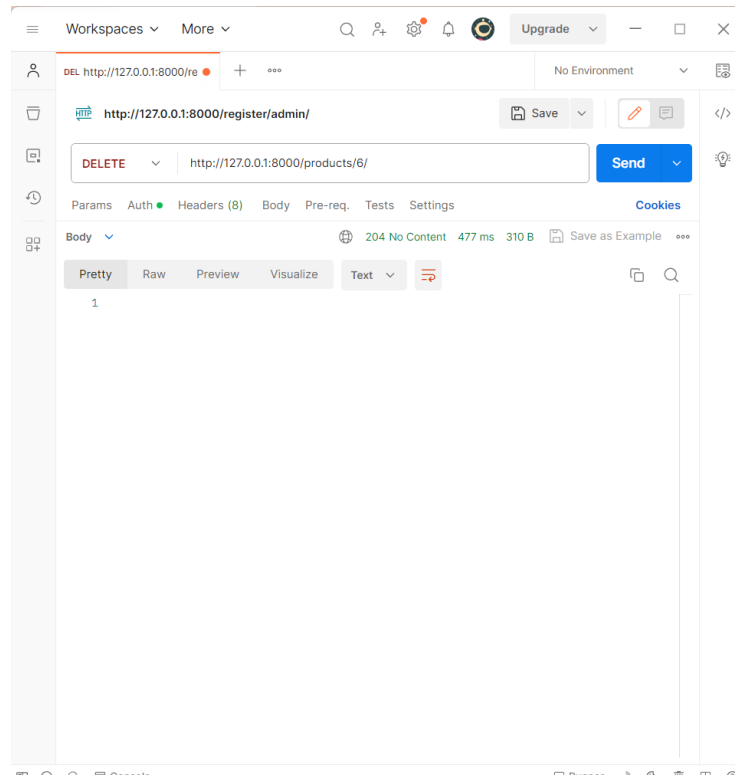 Workspaces More Upgrade
DEL http://127.0.0.1:8000/re No Environment
HTTP http://127.0.0.1:8000/register/admin/ Save
DELETE http://127.0.0.1:8000/products/6/ Send
Params Auth Headers (8) Body Pre-req. Tests Settings Cookies
Body 204 No Content 477 ms 310 B Save as Example
Pretty Raw Preview Visualize Text
1
Console Runner